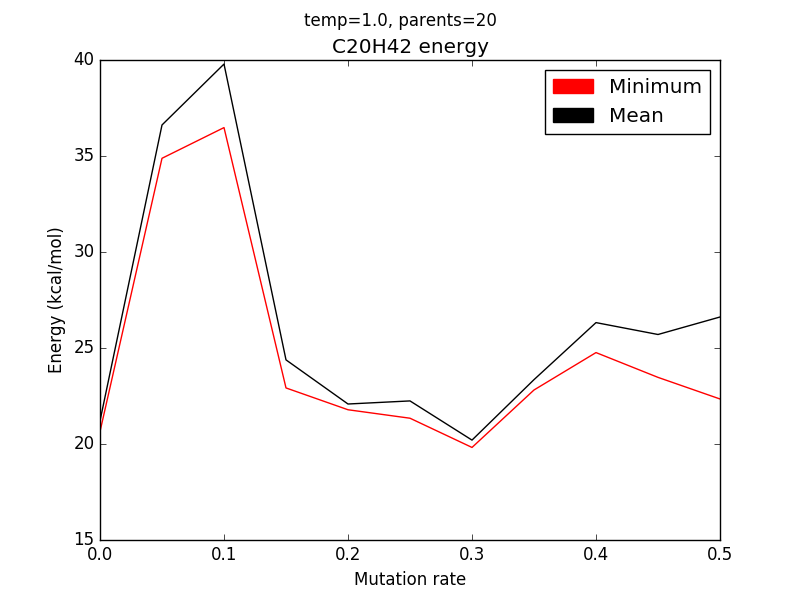 temp=1.0, parents=20
C20H42 energy
Minimum
Mean
Energy (kcal/mol)
40
35
30
25
20
15
0.0 0.1 0.2 0.3 0.4 0.5
Mutation rate